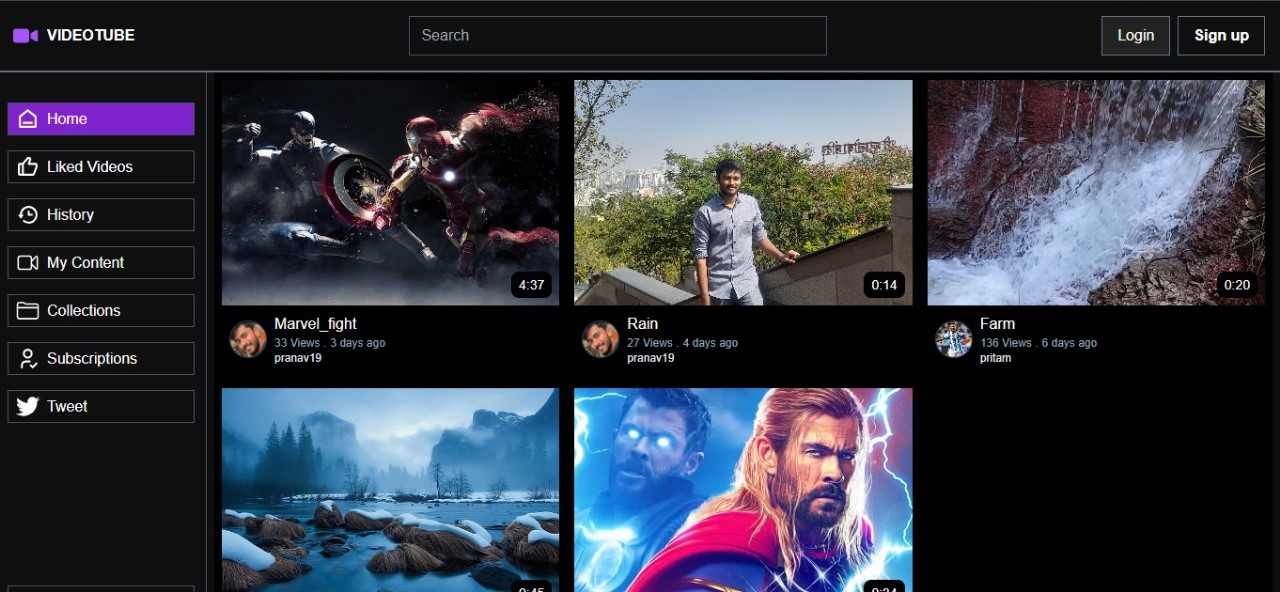 VIDEOTUBE
Search
Login
Sign up
Home
Liked Videos
History
My Content
Collections
Subscriptions
Tweet
4:37
0:14
0:20
Marvel_fight
33 Views . 3 days ago
pranav19
Rain
27 Views . 4 days ago
pranav19
Farm
136 Views . 6 days ago
pritam